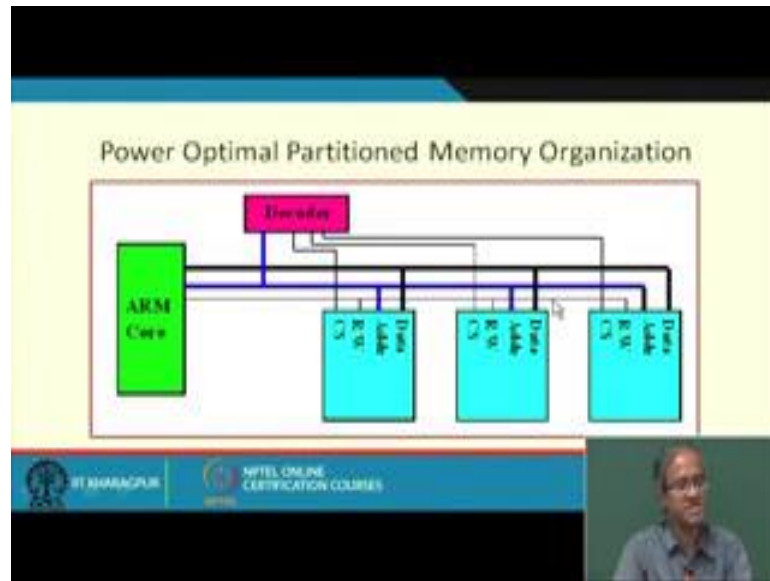 Power Optimal Partitioned Memory Organization
Decoder
ARM
Core
CS
R/W
Addr
Data
CS
R/W
Addr
Data
CS
R/W
Addr
Data
IIT KHARAGPUR
NPTEL ONLINE
CERTIFICATION COURSES
NPTEL